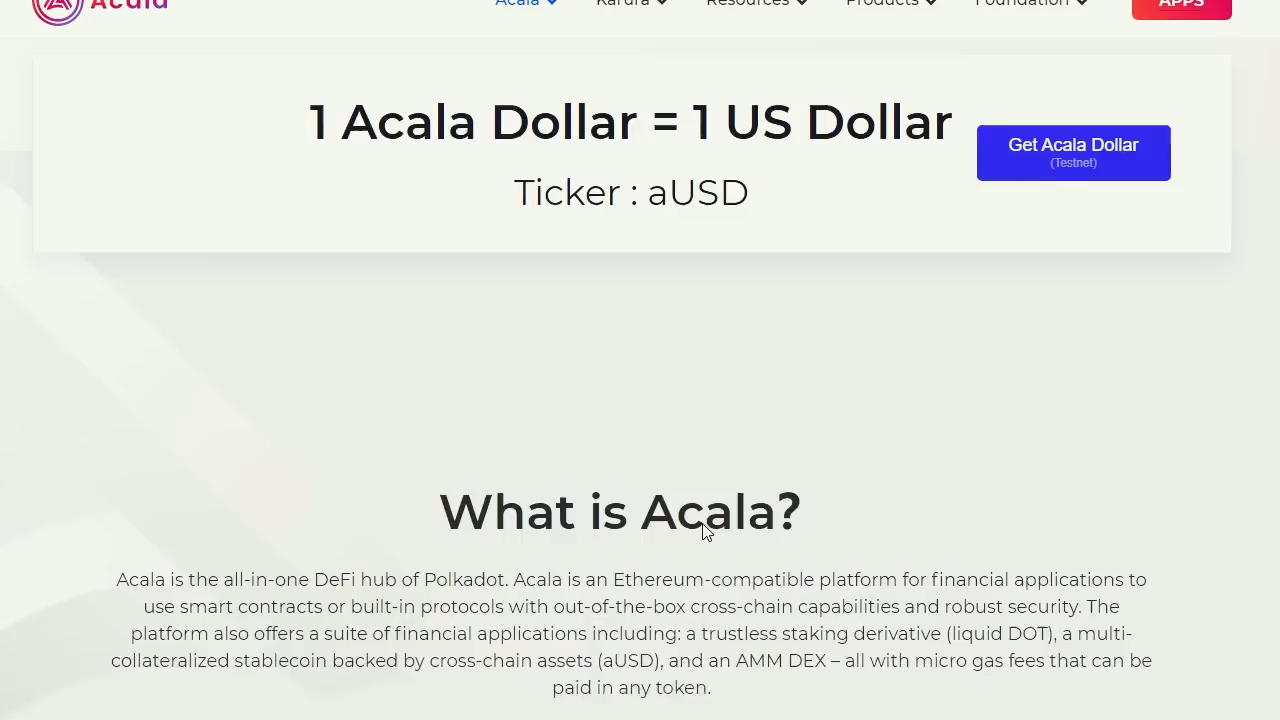 Acala
Acala Karura Resources Products Foundation APPS
1 Acala Dollar = 1 US Dollar
Get Acala Dollar
(Testnet)
Ticker : aUSD
What is Acala?
Acala is the all-in-one DeFi hub of Polkadot. Acala is an Ethereum-compatible platform for financial applications to
use smart contracts or built-in protocols with out-of-the-box cross-chain capabilities and robust security. The
platform also offers a suite of financial applications including: a trustless staking derivative (liquid DOT), a multi-
collateralized stablecoin backed by cross-chain assets (aUSD), and an AMM DEX – all with micro gas fees that can be
paid in any token.